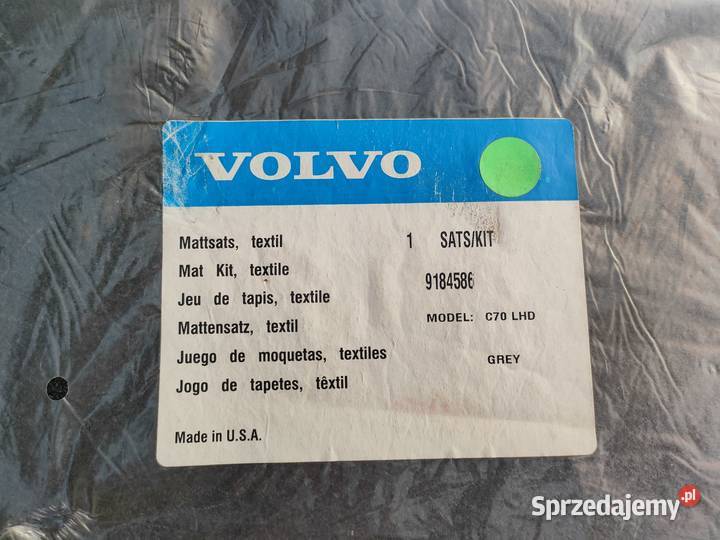 VOLVO
Mattsats, textil 1 SATS/KIT
Mat Kit, textile
9184586
Jeu de tapis, textile
MODEL: C70 LHD
Mattensatz, textil
Juego de moquetas, textiles GREY
Jogo de tapetes, têxtil
Made in U.S.A.
Sprzedajemy.pl